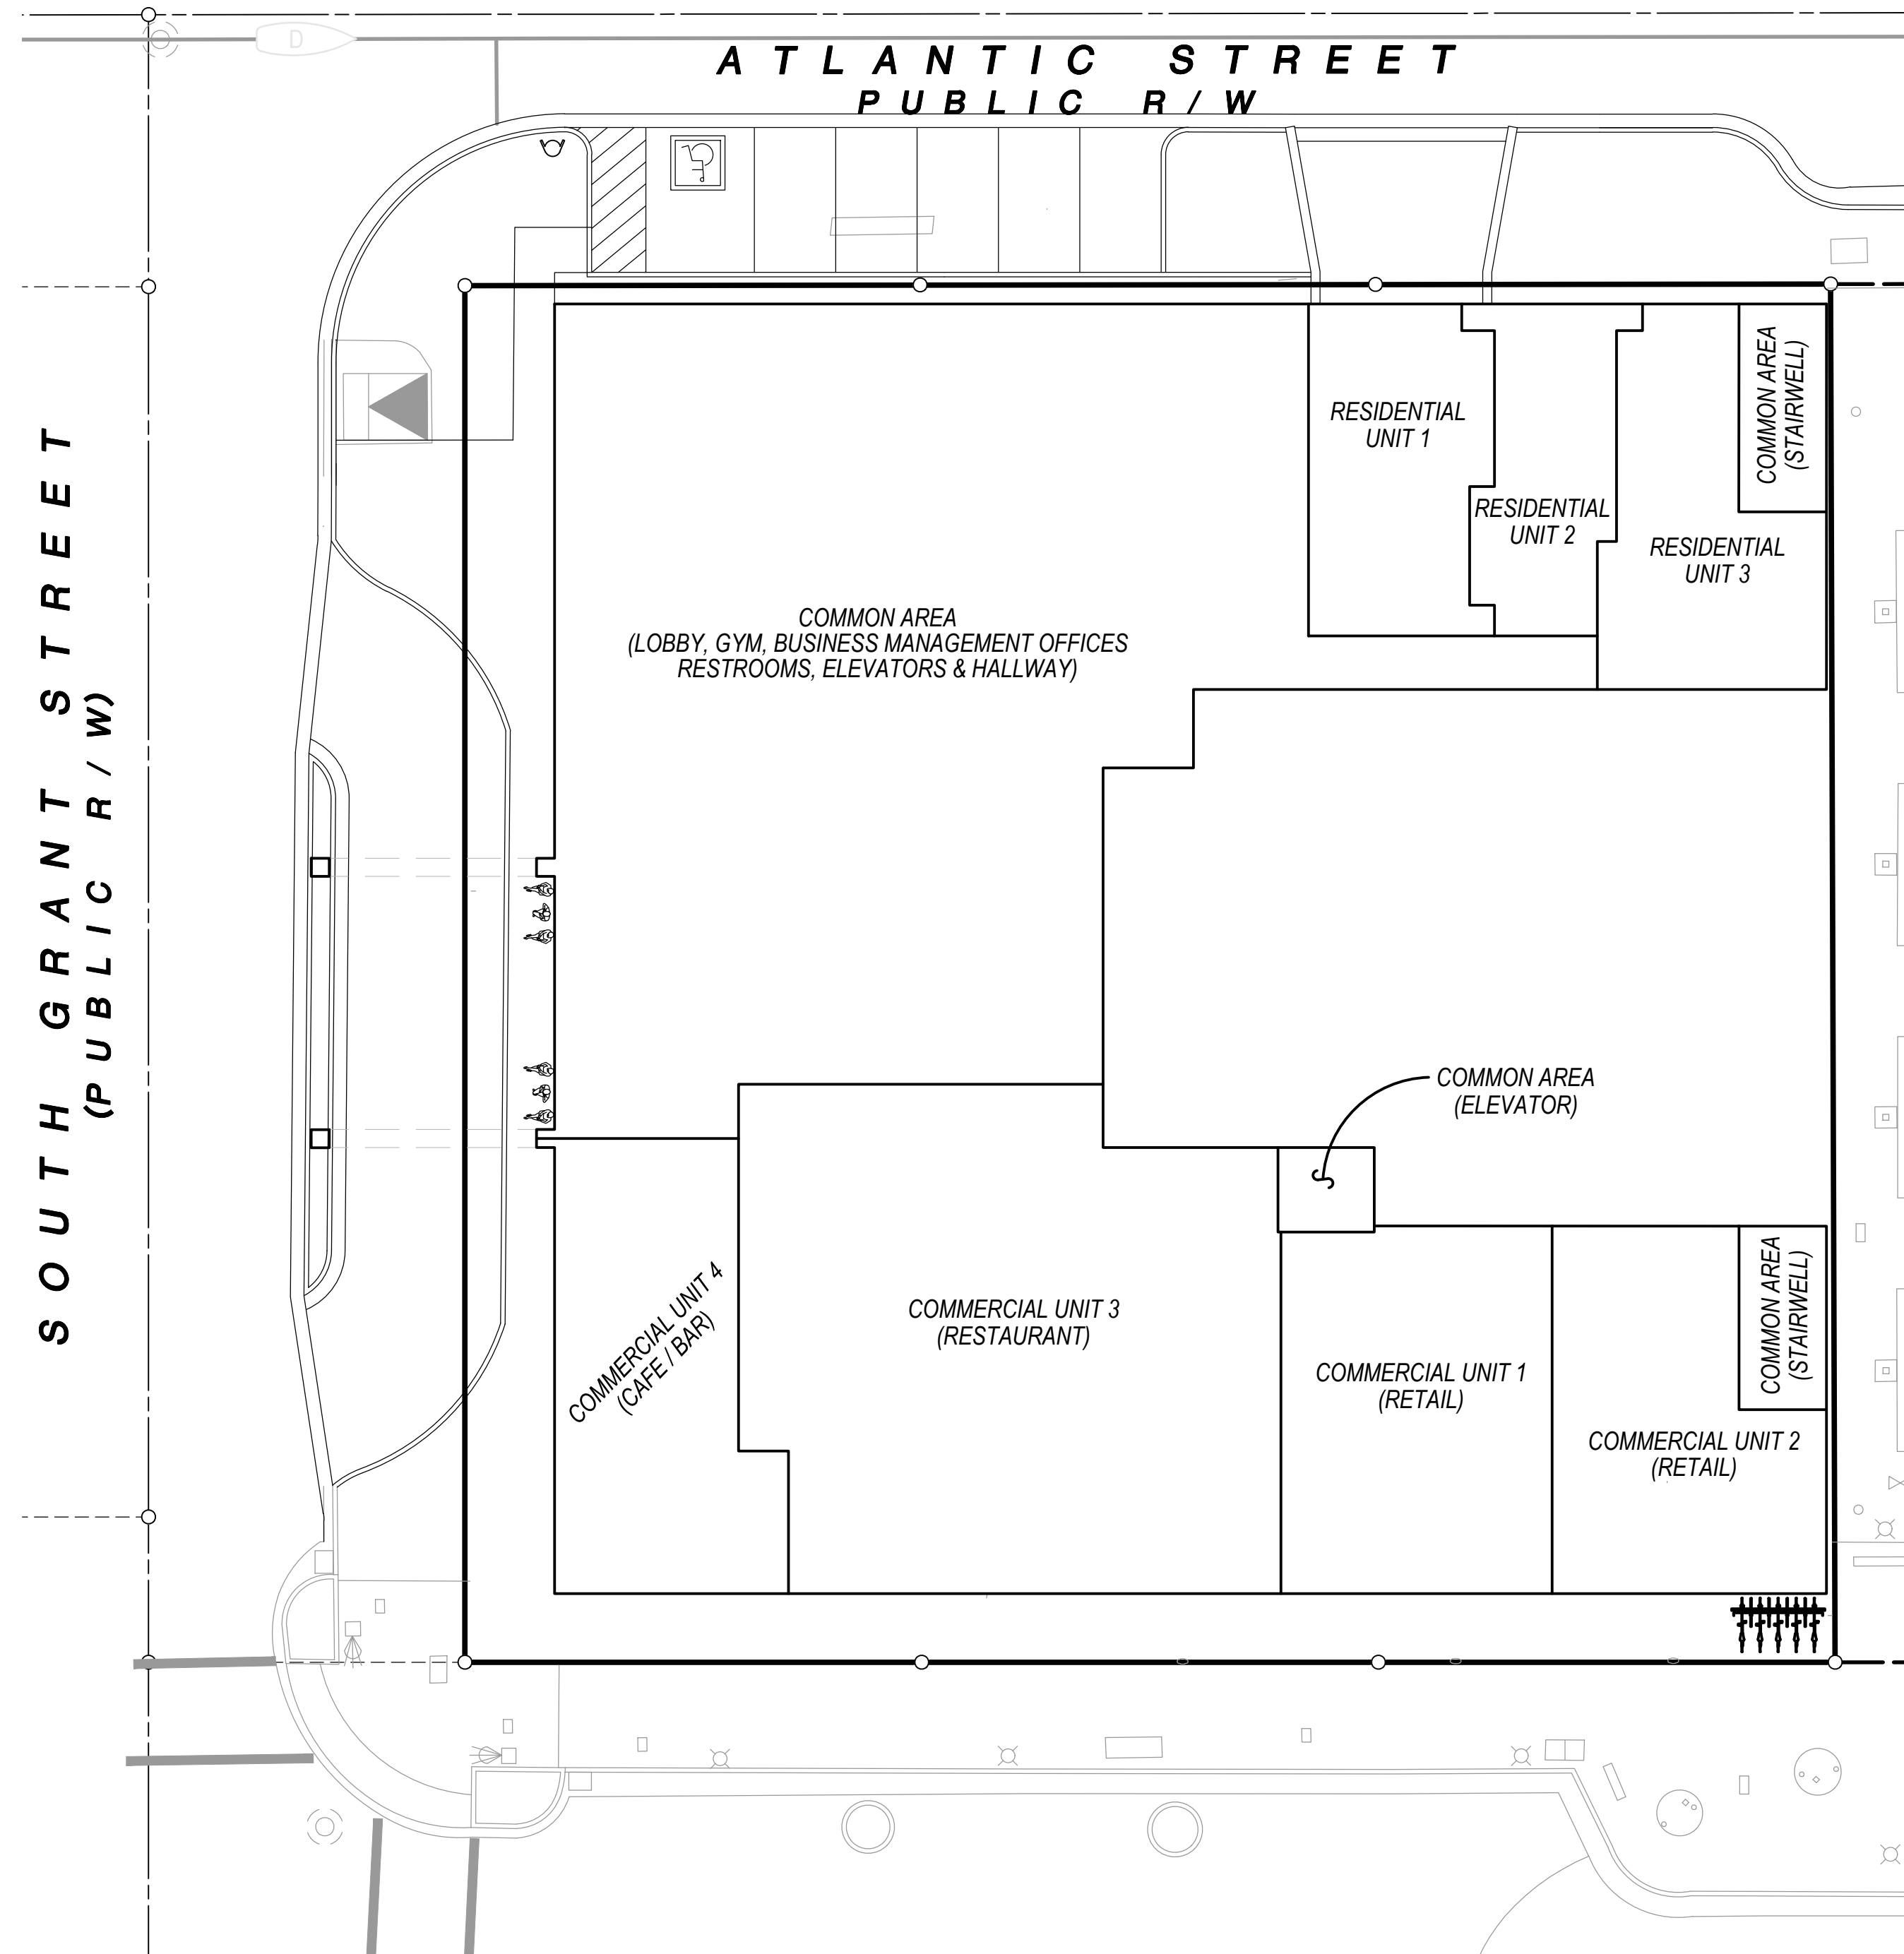 D
ATLANTIC STREET
PUBLIC R/W
SOUTH GRANT STREET
(PUBLIC R/W)
RESIDENTIAL
UNIT 1
COMMON AREA
(STAIRWELL)
RESIDENTIAL
UNIT 2
RESIDENTIAL
UNIT 3
COMMON AREA
(LOBBY, GYM, BUSINESS MANAGEMENT OFFICES
RESTROOMS, ELEVATORS & HALLWAY)
COMMON AREA
(ELEVATOR)
COMMERCIAL UNIT 4
(CAFE / BAR)
COMMERCIAL UNIT 3
(RESTAURANT)
COMMERCIAL UNIT 1
(RETAIL)
COMMON AREA
(STAIRWELL)
COMMERCIAL UNIT 2
(RETAIL)